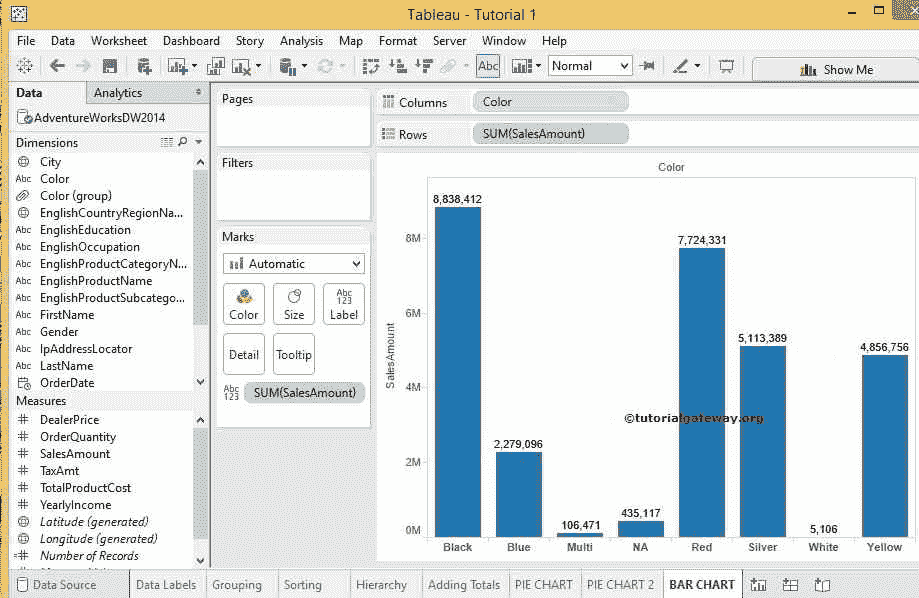 Tableau - Tutorial 1
File Data Worksheet Dashboard Story Analysis Map Format Server Window Help
Abc Normal Show Me
Data Analytics
AdventureWorksDW2014
Dimensions
City
Abc Color
Color (group)
EnglishCountryRegionNa...
Abc EnglishEducation
Abc EnglishOccupation
Abc EnglishProductCategoryN...
Abc EnglishProductName
Abc EnglishProductSubcatego...
Abc FirstName
Abc Gender
Abc IpAddressLocator
Abc LastName
OrderDate
Measures
# DealerPrice
# OrderQuantity
# SalesAmount
# TaxAmt
# TotalProductCost
# YearlyIncome
Latitude (generated)
Longitude (generated)
Number of Records
Pages
Filters
Marks
Automatic
Color Size Abc 123 Label
Detail Tooltip
Abc 123 SUM(SalesAmount)
Columns Color
Rows SUM(SalesAmount)
Color
SalesAmount
8M
6M
4M
2M
0M
8,838,412
2,279,096
106,471
435,117
7,724,331
5,113,389
5,106
4,856,756
©tutorialgateway.org
Black Blue Multi NA Red Silver White Yellow
Data Source Data Labels Grouping Sorting Hierarchy Adding Totals PIE CHART PIE CHART 2 BAR CHART